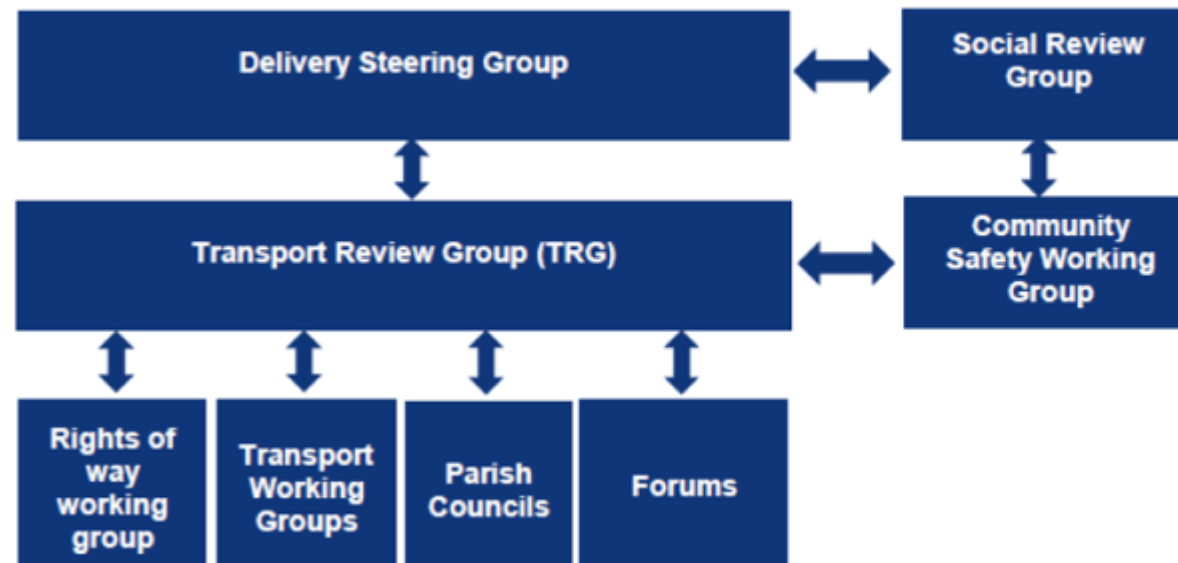 Delivery Steering Group
Social Review
Group
Transport Review Group (TRG)
Community
Safety Working
Group
Rights of
way
working
group
Transport
Working
Groups
Parish
Councils
Forums